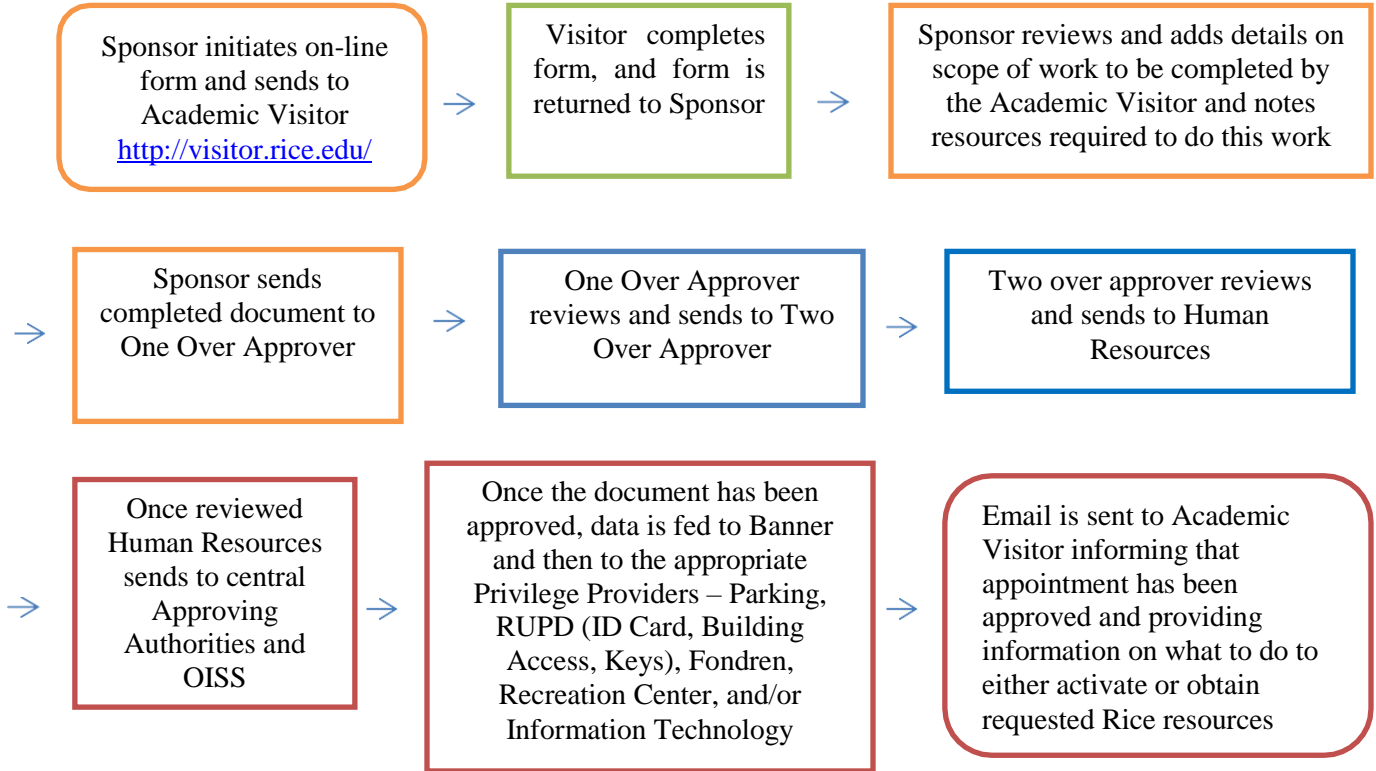 Sponsor initiates on-line
form and sends to
Academic Visitor
http://visitor.rice.edu/
Visitor completes
form, and form is
returned to Sponsor
Sponsor reviews and adds details on
scope of work to be completed by
the Academic Visitor and notes
resources required to do this work
Sponsor sends
completed document to
One Over Approver
One Over Approver
reviews and sends to Two
Over Approver
Two over approver reviews
and sends to Human
Resources
Once reviewed
Human Resources
sends to central
Approving
Authorities and
OISS
Once the document has been
approved, data is fed to Banner
and then to the appropriate
Privilege Providers – Parking,
RUPD (ID Card, Building
Access, Keys), Fondren,
Recreation Center, and/or
Information Technology
Email is sent to Academic
Visitor informing that
appointment has been
approved and providing
information on what to do to
either activate or obtain
requested Rice resources